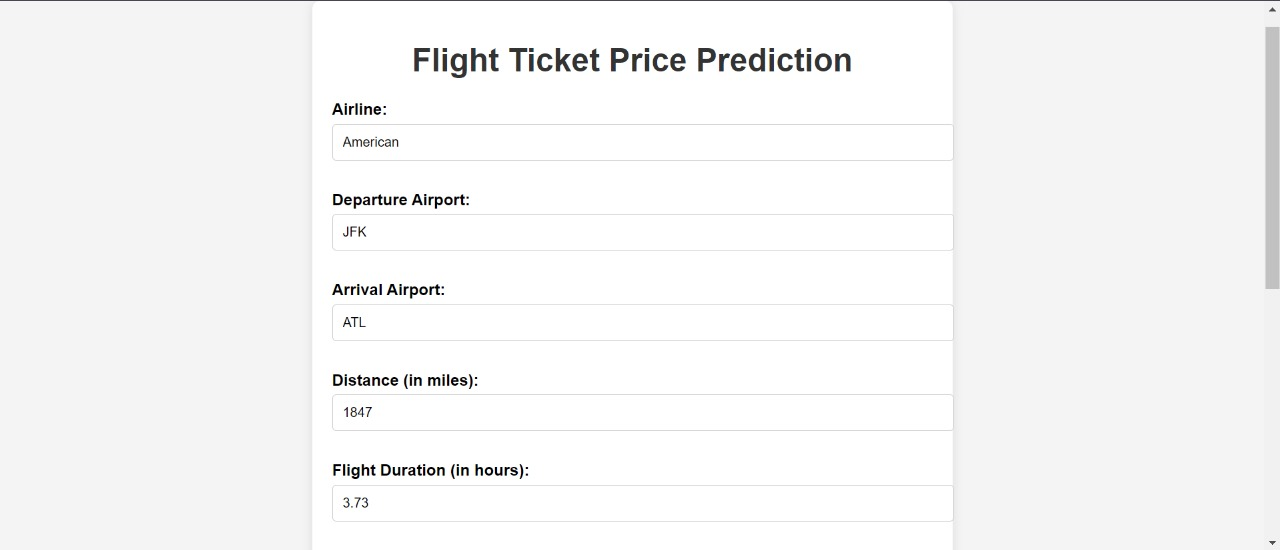 Flight Ticket Price Prediction
Airline:
American
Departure Airport:
JFK
Arrival Airport:
ATL
Distance (in miles):
1847
Flight Duration (in hours):
3.73